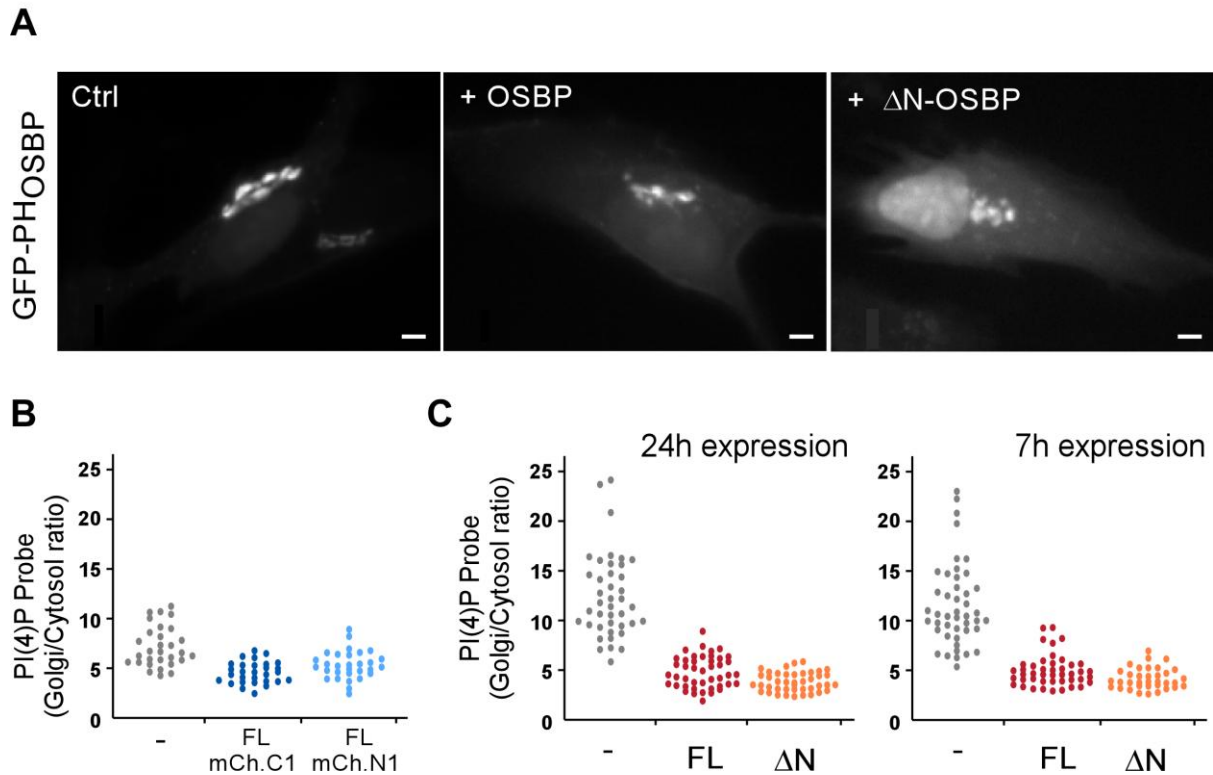 A
GFP-PHOSBP
Ctrl
+ OSBP
+ ΔN-OSBP
B
PI(4)P Probe
(Golgi/Cytosol ratio)
25
20
15
10
5
0
-
FL
mCh.C1
FL
mCh.N1
C
24h expression
PI(4)P Probe
(Golgi/Cytosol ratio)
25
20
15
10
5
0
-
FL
ΔN
7h expression
25
20
15
10
5
0
-
FL
ΔN